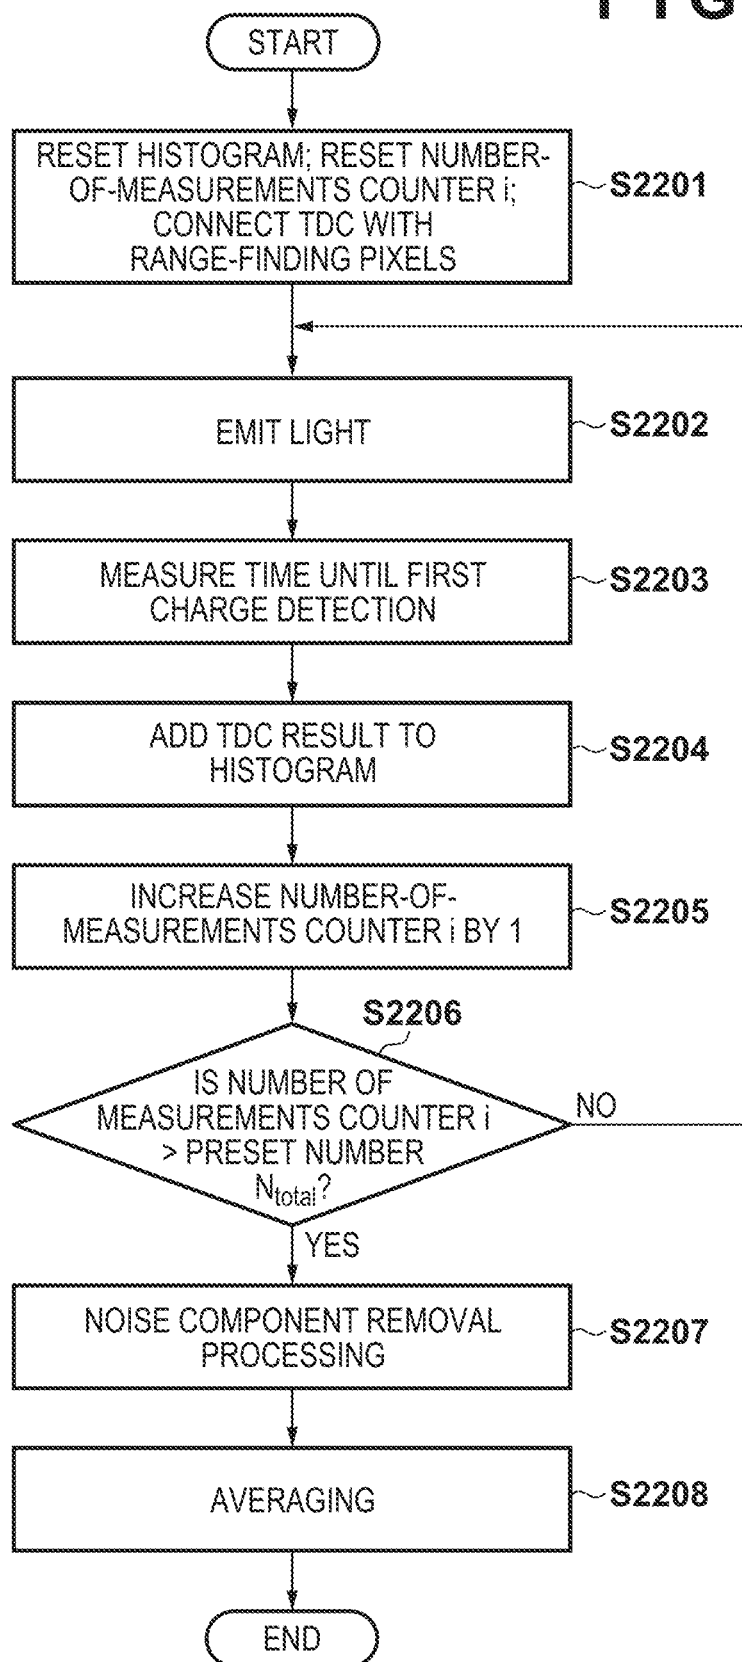 FIG
START
RESET HISTOGRAM; RESET NUMBER-
OF-MEASUREMENTS COUNTER i;
CONNECT TDC WITH
RANGE-FINDING PIXELS
S2201
EMIT LIGHT
S2202
MEASURE TIME UNTIL FIRST
CHARGE DETECTION
S2203
ADD TDC RESULT TO
HISTOGRAM
S2204
INCREASE NUMBER-OF-
MEASUREMENTS COUNTER i BY 1
S2205
S2206
IS NUMBER OF
MEASUREMENTS COUNTER i
> PRESET NUMBER
Ntotal?
NO
YES
NOISE COMPONENT REMOVAL
PROCESSING
S2207
AVERAGING
S2208
END